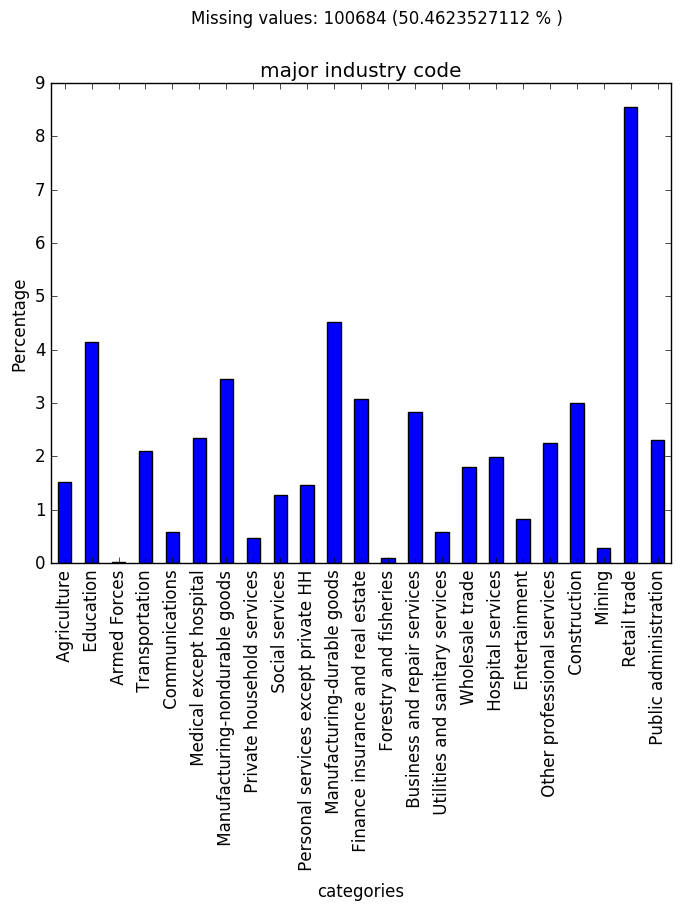 Missing values: 100684 (50.4623527112 % )
major industry code
9
8
7
6
5
4
3
2
1
0
Percentage
Agriculture
Education
Armed Forces
Transportation
Communications
Medical except hospital
Manufacturing-nondurable goods
Private household services
Social services
Personal services except private HH
Manufacturing-durable goods
Finance insurance and real estate
Forestry and fisheries
Business and repair services
Utilities and sanitary services
Wholesale trade
Hospital services
Entertainment
Other professional services
Construction
Mining
Retail trade
Public administration
categories